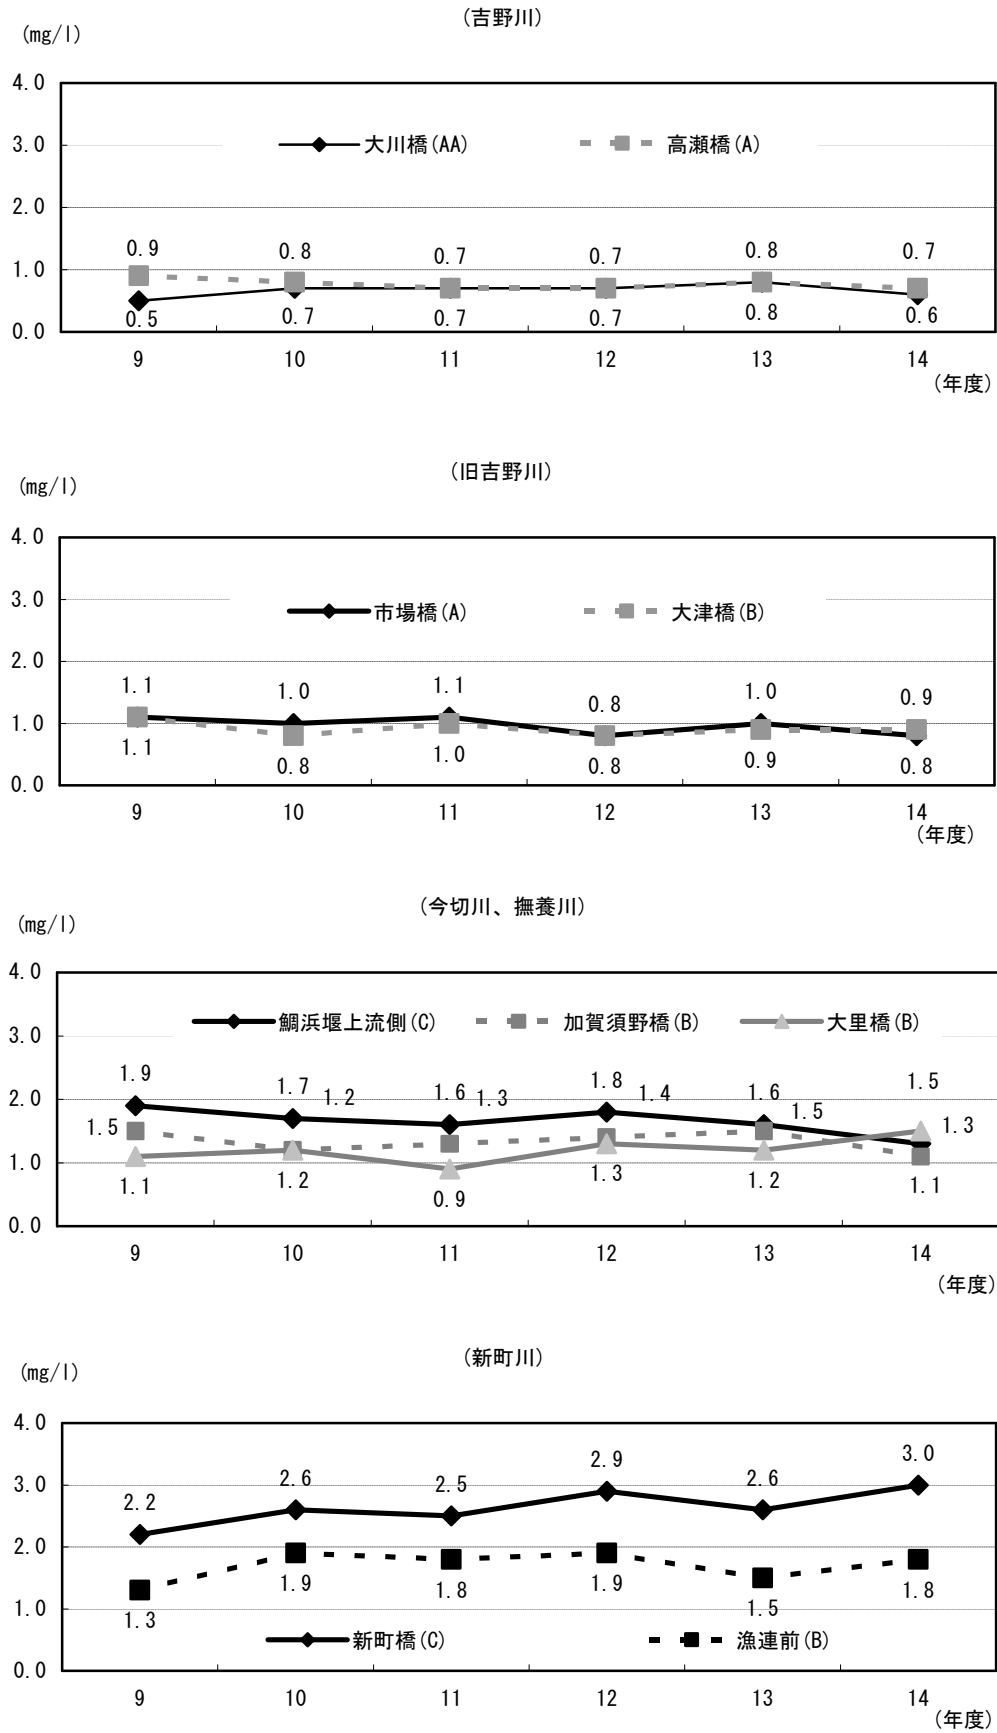 (吉野川)
(mg/l)
4.0
3.0
2.0
1.0
0.0
大川橋(AA) 高瀬橋(A)
0.9 0.8 0.7 0.7 0.8 0.7
0.5 0.7 0.7 0.7 0.8 0.6
9 10 11 12 13 14
(年度)
(旧吉野川)
(mg/l)
4.0
3.0
2.0
1.0
0.0
市場橋(A) 大津橋(B)
1.1 1.0 1.1 0.8 1.0 0.9
1.1 0.8 1.0 0.8 0.9 0.8
9 10 11 12 13 14
(年度)
(今切川、撫養川)
(mg/l)
4.0
3.0
2.0
1.0
0.0
鯛浜堰上流側(C) 加賀須野橋(B) 大里橋(B)
1.9 1.7 1.2 1.6 1.3 1.8 1.4 1.6 1.5 1.5 1.3
1.5
1.1 1.2 0.9 1.3 1.2 1.1
9 10 11 12 13 14
(年度)
(新町川)
(mg/l)
4.0
3.0
2.0
1.0
0.0
2.2 2.6 2.5 2.9 2.6 3.0
1.3 1.9 1.8 1.9 1.5 1.8
新町橋(C) 漁連前(B)
9 10 11 12 13 14
(年度)